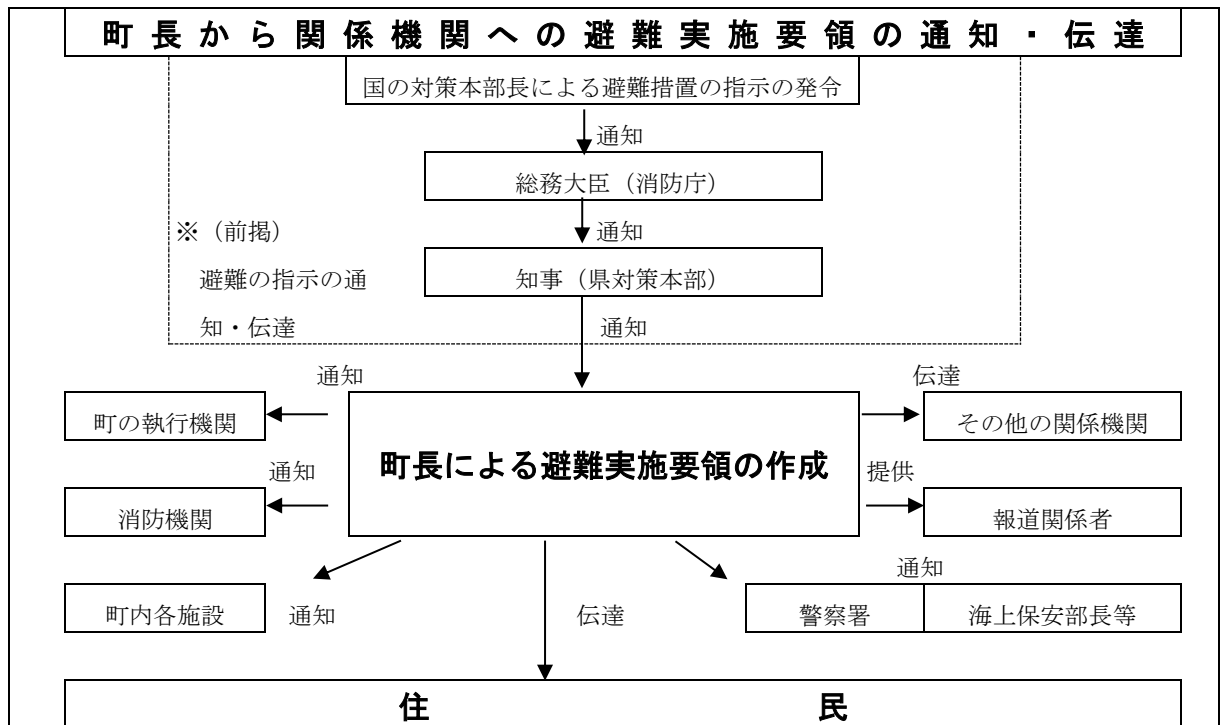 町長から関係機関への避難実施要領の通知・伝達
国の対策本部長による避難措置の指示の発令
通知
総務大臣（消防庁）
※（前掲）
通知
避難の指示の通
知事（県対策本部）
知・伝達
通知
通知
伝達
町の執行機関
その他の関係機関
町長による避難実施要領の作成
通知
提供
消防機関
報道関係者
通知
町内各施設
通知
伝達
警察署
海上保安部長等
住民